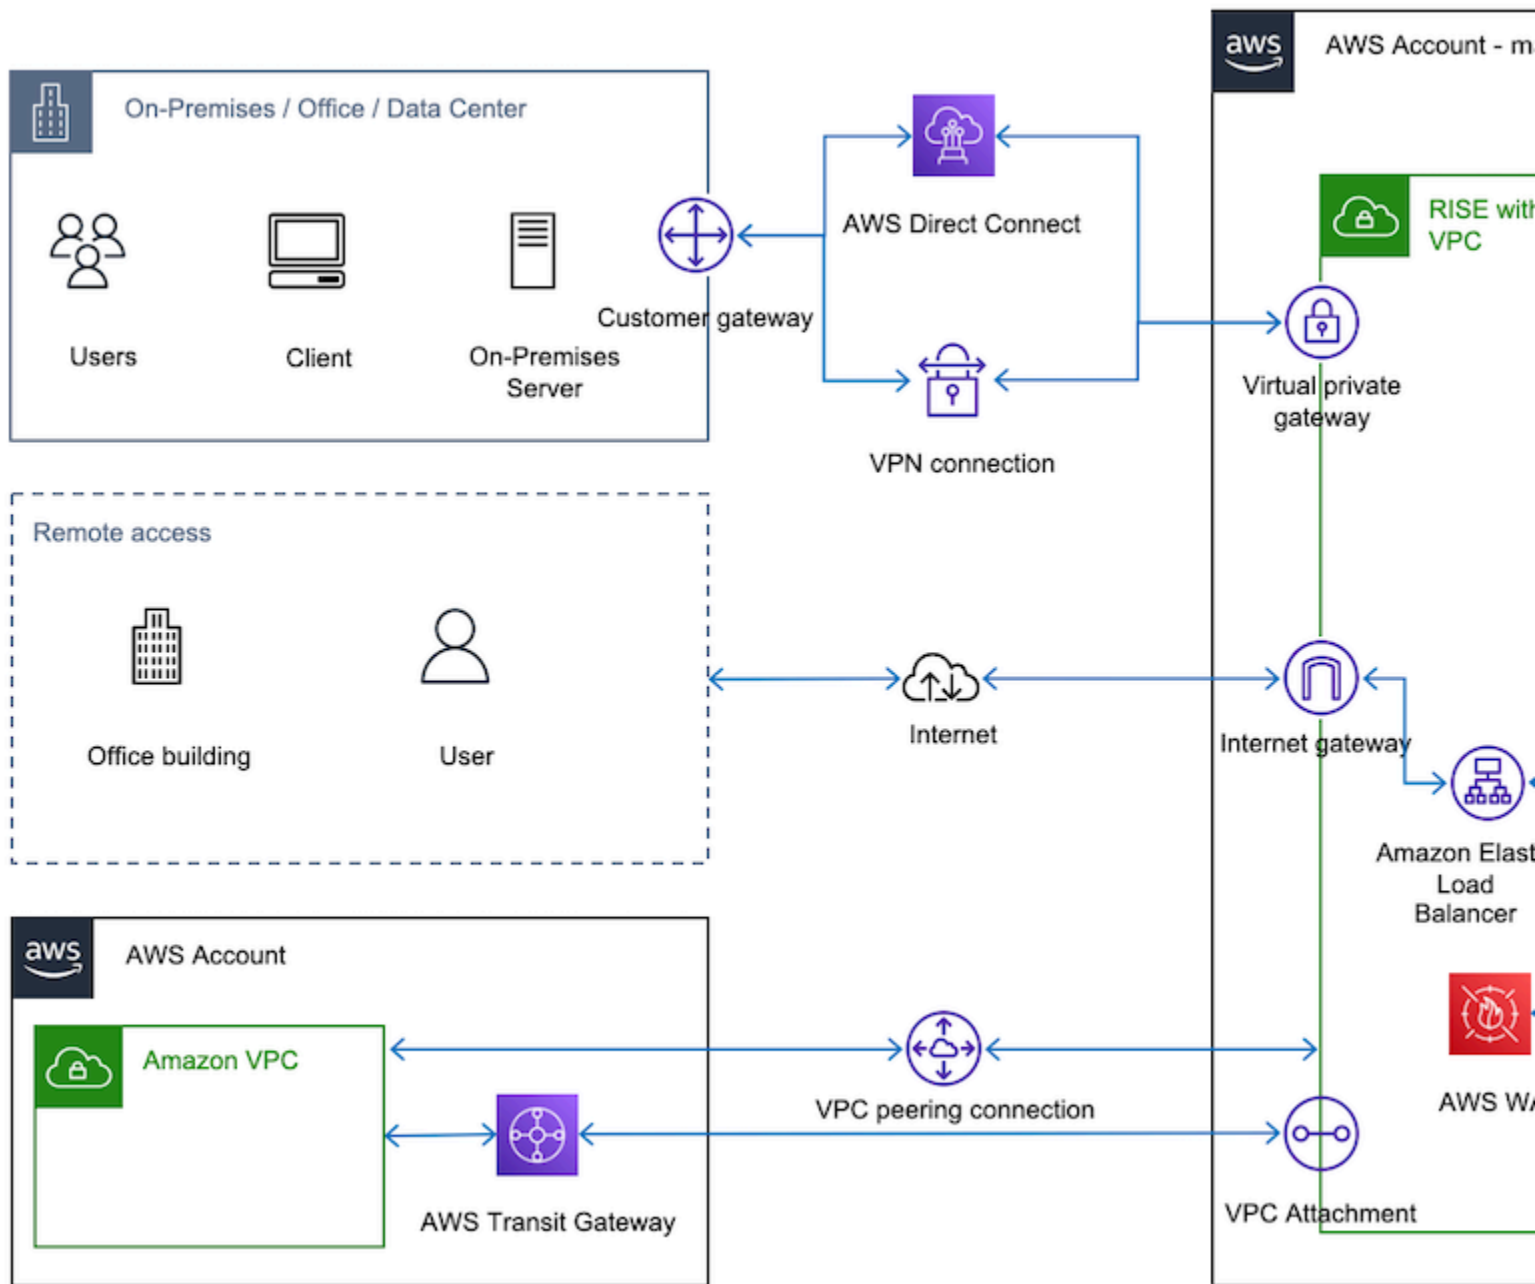 aws
AWS Account -
On-Premises / Office / Data Center
RISE with
VPC
AWS Direct Connect
Customer gateway
Users
Client
On-Premises
Server
Virtual private
gateway
VPN connection
Remote access
Office building
User
Internet
Internet gateway
Amazon
Load
Balancer
aws
AWS Account
Amazon VPC
VPC peering connection
AWS
AWS Transit Gateway
VPC Attachment